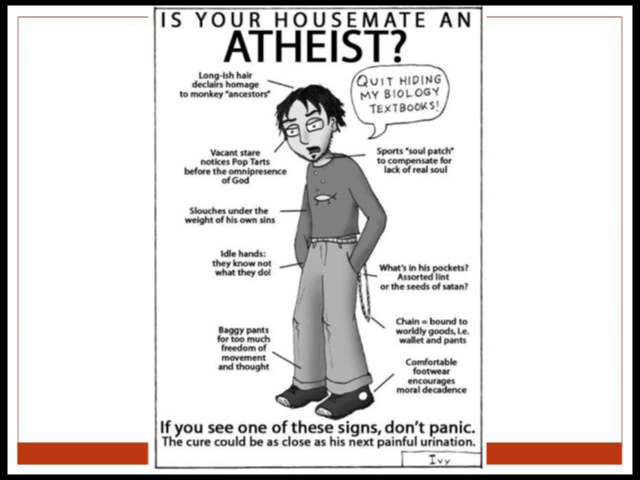 IS YOUR HOUSEMATE AN
ATHEIST?
Long-ish hair
declairs homage
to monkey "ancestors"
QUIT HIDING
MY BIOLOGY
TEXTBOOKS!
Vacant stare
notices Pop Tarts
before the omnipresence
of God
Sports "soul patch"
to compensate for
lack of real soul
Slouches under the
weight of his own sins
Idle hands:
they know not
what they do!
What's in his pockets?
Assorted lint
or the seeds of satan?
Chain = bound to
worldly goods, i.e.
wallet and pants
Baggy pants
for too much
freedom of
movement
and thought
Comfortable
footwear
encourages
moral decadence
If you see one of these signs, don't panic.
The cure could be as close as his next painful urination.
Ivy